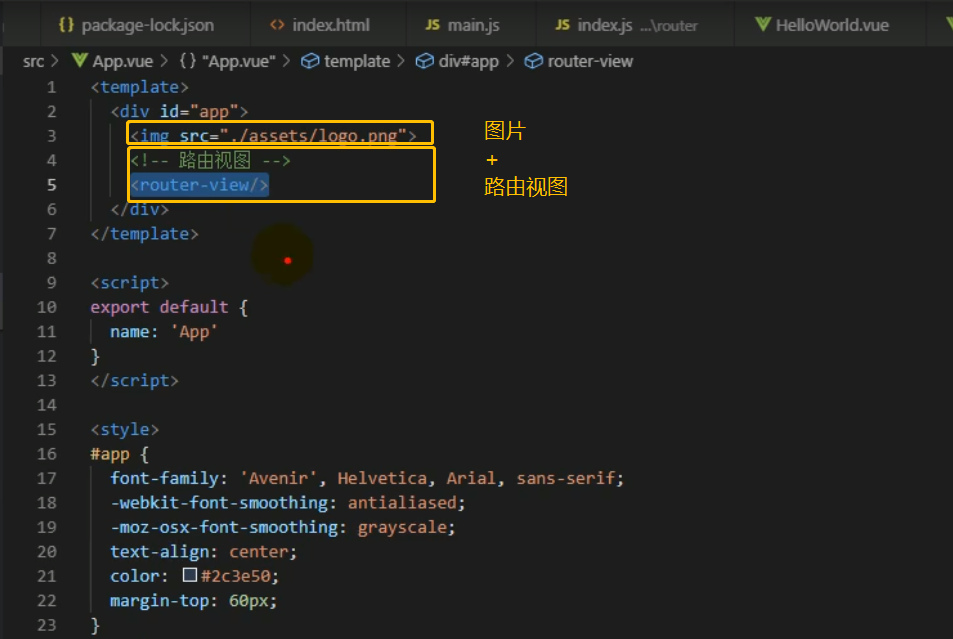 package-lock.json index.html main.js index.js ...\router HelloWorld.vue
src > App.vue > {} "App.vue" > template > div#app > router-view
1 <template>
2 <div id="app">
3 <img src="./assets/logo.png">
图片
4 <!-- 路由视图 -->
+
5 <router-view/>
路由视图
6 </div>
7 </template>
8
9 <script>
10 export default {
11 name: 'App'
12 }
13 </script>
14
15 <style>
16 #app {
17 font-family: 'Avenir', Helvetica, Arial, sans-serif;
18 -webkit-font-smoothing: antialiased;
19 -moz-osx-font-smoothing: grayscale;
20 text-align: center;
21 color: #2c3e50;
22 margin-top: 60px;
23 }